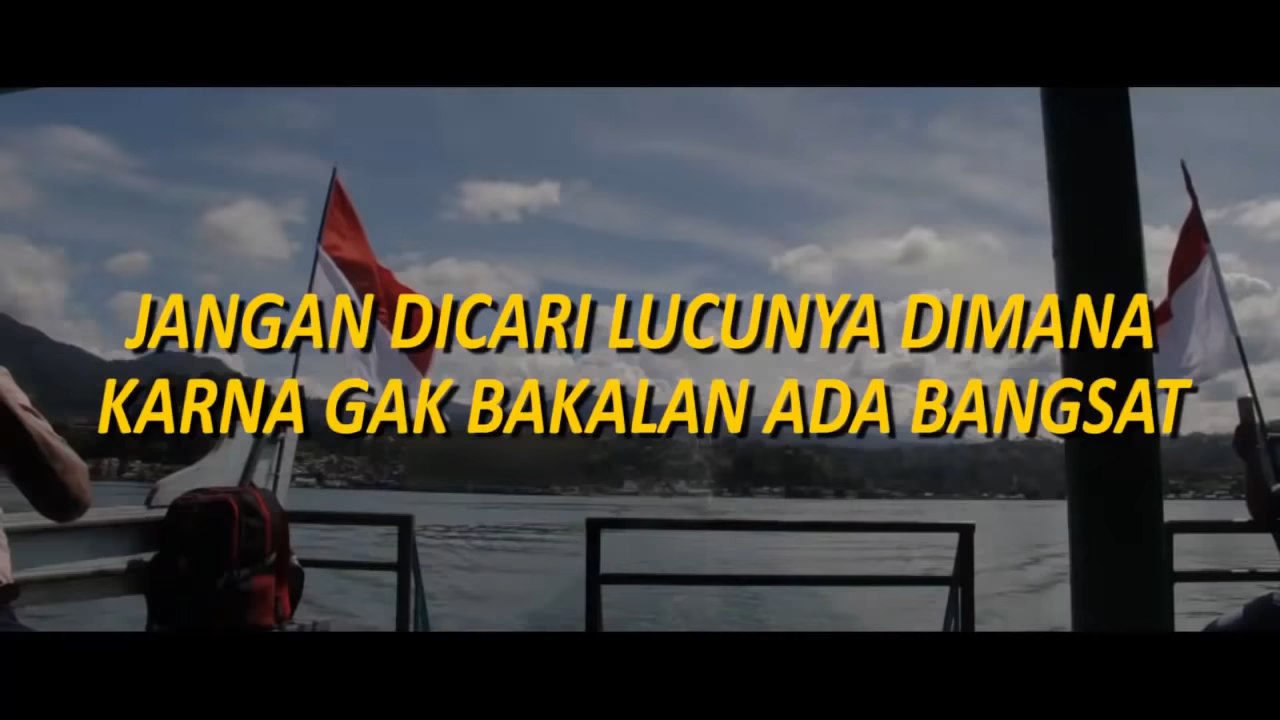 JANGAN DICARI LUCUNYA DIMANA
KARNA GAK BAKALAN ADA BANGSAT